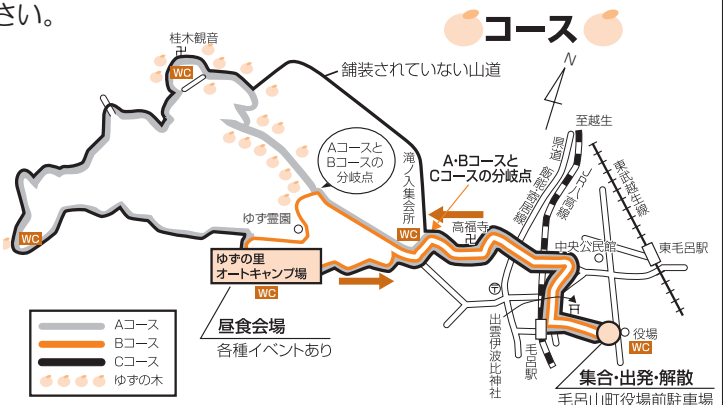 さい。
コース
桂木観音
WC
舗装されていない山道
N
至越生
県道 飯能寄居線
JR八高線
東武越生線
Aコースと
Bコースの
分岐点
滝ノ入集会所
WC
A・Bコースと
Cコースの分岐点
高福寺
中央公民館
東毛呂駅
ゆず霊園
WC
ゆずの里
オートキャンプ場
WC
昼食会場
各種イベントあり
出雲伊波比神社
毛呂駅
役場
WC
集合・出発・解散
毛呂山町役場前駐車場
Aコース
Bコース
Cコース
ゆずの木